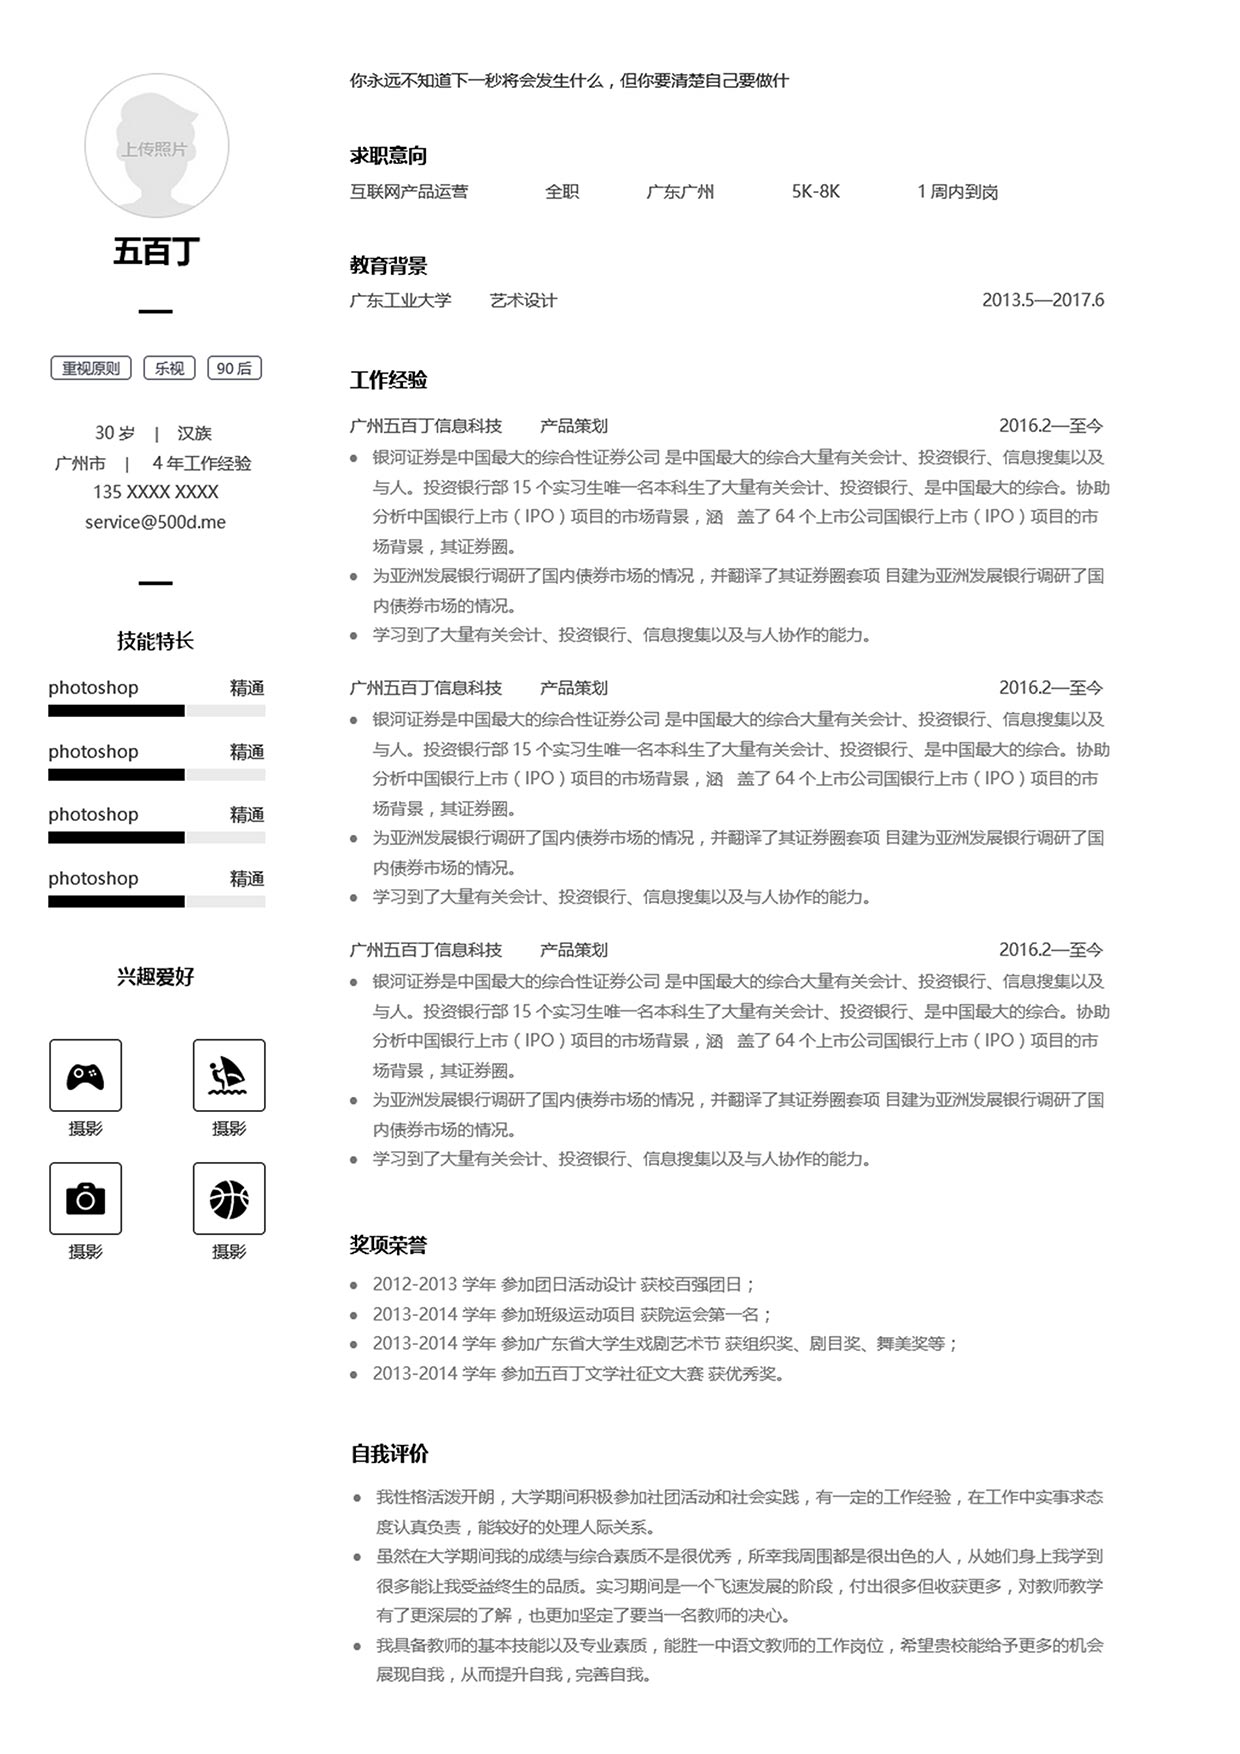 上传照片
五百丁
重视原则 乐视 90 后
30 岁 | 汉族
广州市 | 4 年工作经验
135 XXXX XXXX
service@500d.me
技能特长
photoshop 精通
photoshop 精通
photoshop 精通
photoshop 精通
兴趣爱好
摄影 摄影
摄影 摄影
你永远不知道下一秒将会发生什么，但你要清楚自己要做什
求职意向
互联网产品运营 全职 广东广州 5K-8K 1 周内到岗
教育背景
广东工业大学 艺术设计 2013.5—2017.6
工作经验
广州五百丁信息科技 产品策划 2016.2—至今
● 银河证券是中国最大的综合性证券公司 是中国最大的综合大量有关会计、投资银行、信息搜集以及
与人。投资银行部 15 个实习生唯一名本科生了大量有关会计、投资银行、是中国最大的综合。协助
分析中国银行上市（IPO）项目的市场背景，涵 盖了 64 个上市公司国银行上市（IPO）项目的市
场背景，其证券圈。
● 为亚洲发展银行调研了国内债券市场的情况，并翻译了其证券圈套项 目建为亚洲发展银行调研了国
内债券市场的情况。
● 学习到了大量有关会计、投资银行、信息搜集以及与人协作的能力。
广州五百丁信息科技 产品策划 2016.2—至今
● 银河证券是中国最大的综合性证券公司 是中国最大的综合大量有关会计、投资银行、信息搜集以及
与人。投资银行部 15 个实习生唯一名本科生了大量有关会计、投资银行、是中国最大的综合。协助
分析中国银行上市（IPO）项目的市场背景，涵 盖了 64 个上市公司国银行上市（IPO）项目的市
场背景，其证券圈。
● 为亚洲发展银行调研了国内债券市场的情况，并翻译了其证券圈套项 目建为亚洲发展银行调研了国
内债券市场的情况。
● 学习到了大量有关会计、投资银行、信息搜集以及与人协作的能力。
广州五百丁信息科技 产品策划 2016.2—至今
● 银河证券是中国最大的综合性证券公司 是中国最大的综合大量有关会计、投资银行、信息搜集以及
与人。投资银行部 15 个实习生唯一名本科生了大量有关会计、投资银行、是中国最大的综合。协助
分析中国银行上市（IPO）项目的市场背景，涵 盖了 64 个上市公司国银行上市（IPO）项目的市
场背景，其证券圈。
● 为亚洲发展银行调研了国内债券市场的情况，并翻译了其证券圈套项 目建为亚洲发展银行调研了国
内债券市场的情况。
● 学习到了大量有关会计、投资银行、信息搜集以及与人协作的能力。
奖项荣誉
● 2012-2013 学年 参加团日活动设计 获校百强团日；
● 2013-2014 学年 参加班级运动项目 获院运会第一名；
● 2013-2014 学年 参加广东省大学生戏剧艺术节 获组织奖、剧目奖、舞美奖等；
● 2013-2014 学年 参加五百丁文学社征文大赛 获优秀奖。
自我评价
● 我性格活泼开朗，大学期间积极参加社团活动和社会实践，有一定的工作经验，在工作中实事求态
度认真负责，能较好的处理人际关系。
● 虽然在大学期间我的成绩与综合素质不是很优秀，所幸我周围都是很出色的人，从她们身上我学到
很多能让我受益终生的品质。实习期间是一个飞速发展的阶段，付出很多但收获更多，对教师教学
有了更深层的了解，也更加坚定了要当一名教师的决心。
● 我具备教师的基本技能以及专业素质，能胜一中语文教师的工作岗位，希望贵校能给予更多的机会
展现自我，从而提升自我 , 完善自我。